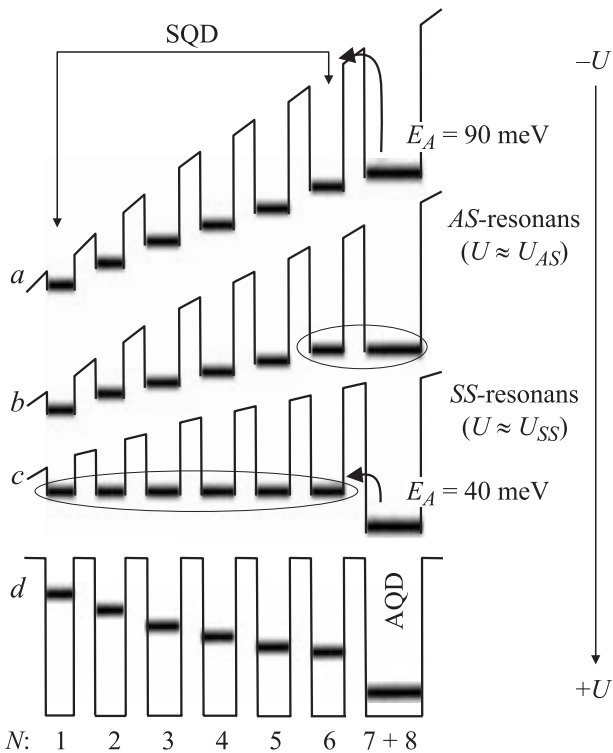 SQD
–U
E_A = 90 meV
a
AS-resonans
(U ≈ U_AS)
b
SS-resonans
(U ≈ U_SS)
c
E_A = 40 meV
d
AQD
+U
N: 1 2 3 4 5 6 7 + 8